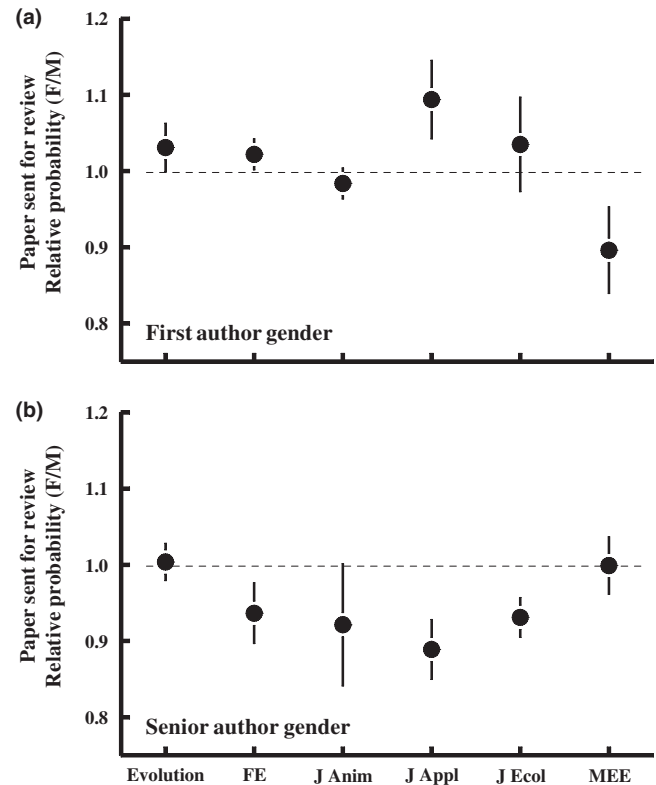 (a)
Paper sent for review
Relative probability (F/M)
1.2
1.1
1.0
0.9
0.8
First author gender
(b)
Paper sent for review
Relative probability (F/M)
1.2
1.1
1.0
0.9
0.8
Senior author gender
Evolution FE J Anim J Appl J Ecol MEE